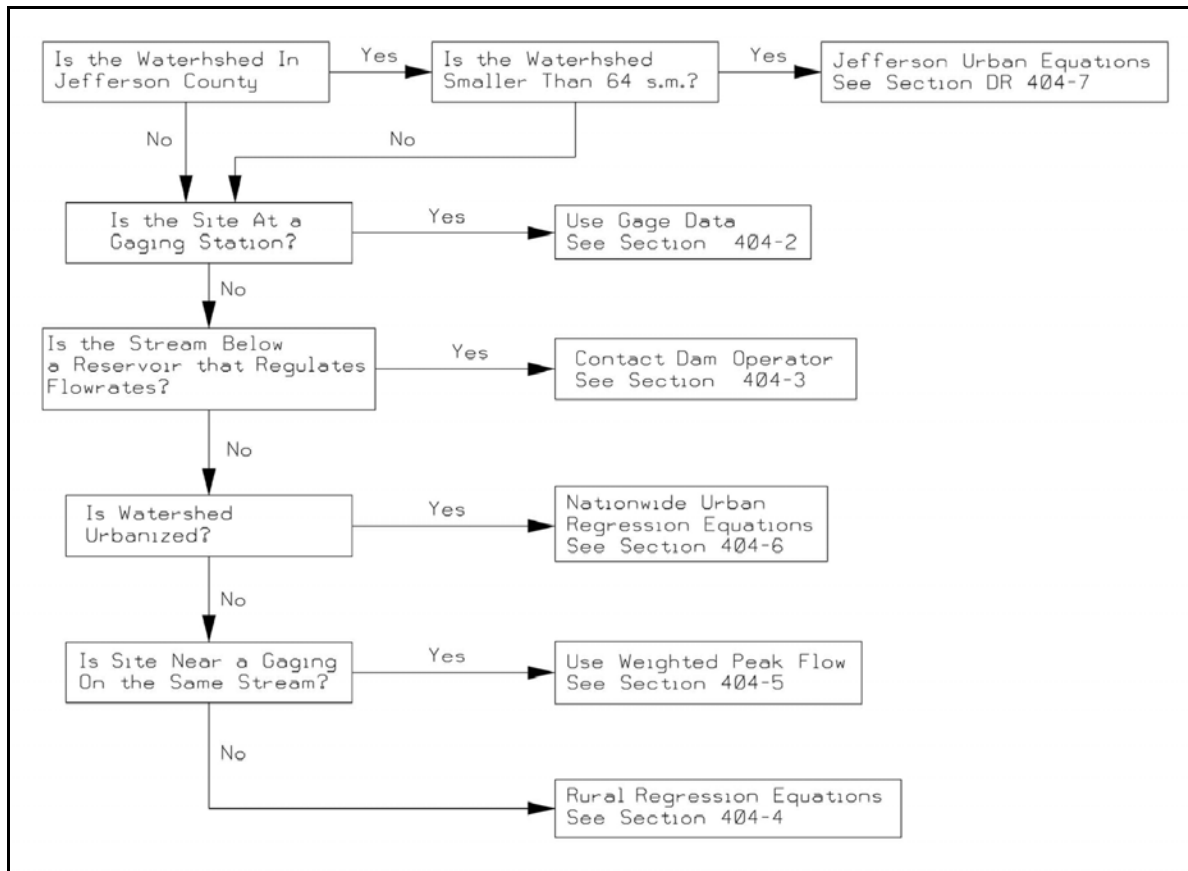 Is the Waterhshed In
Jefferson County
Yes
Is the Waterhshed
Smaller Than 64 s.m.?
Yes
Jefferson Urban Equations
See Section DR 404-7
No
No
Is the Site At a
Gaging Station?
Yes
Use Gage Data
See Section 404-2
No
Is the Stream Below
a Reservoir that Regulates
Flowrates?
Yes
Contact Dam Operator
See Section 404-3
No
Is Watershed
Urbanized?
Yes
Nationwide Urban
Regression Equations
See Section 404-6
No
Is Site Near a Gaging
On the Same Stream?
Yes
Use Weighted Peak Flow
See Section 404-5
No
Rural Regression Equations
See Section 404-4